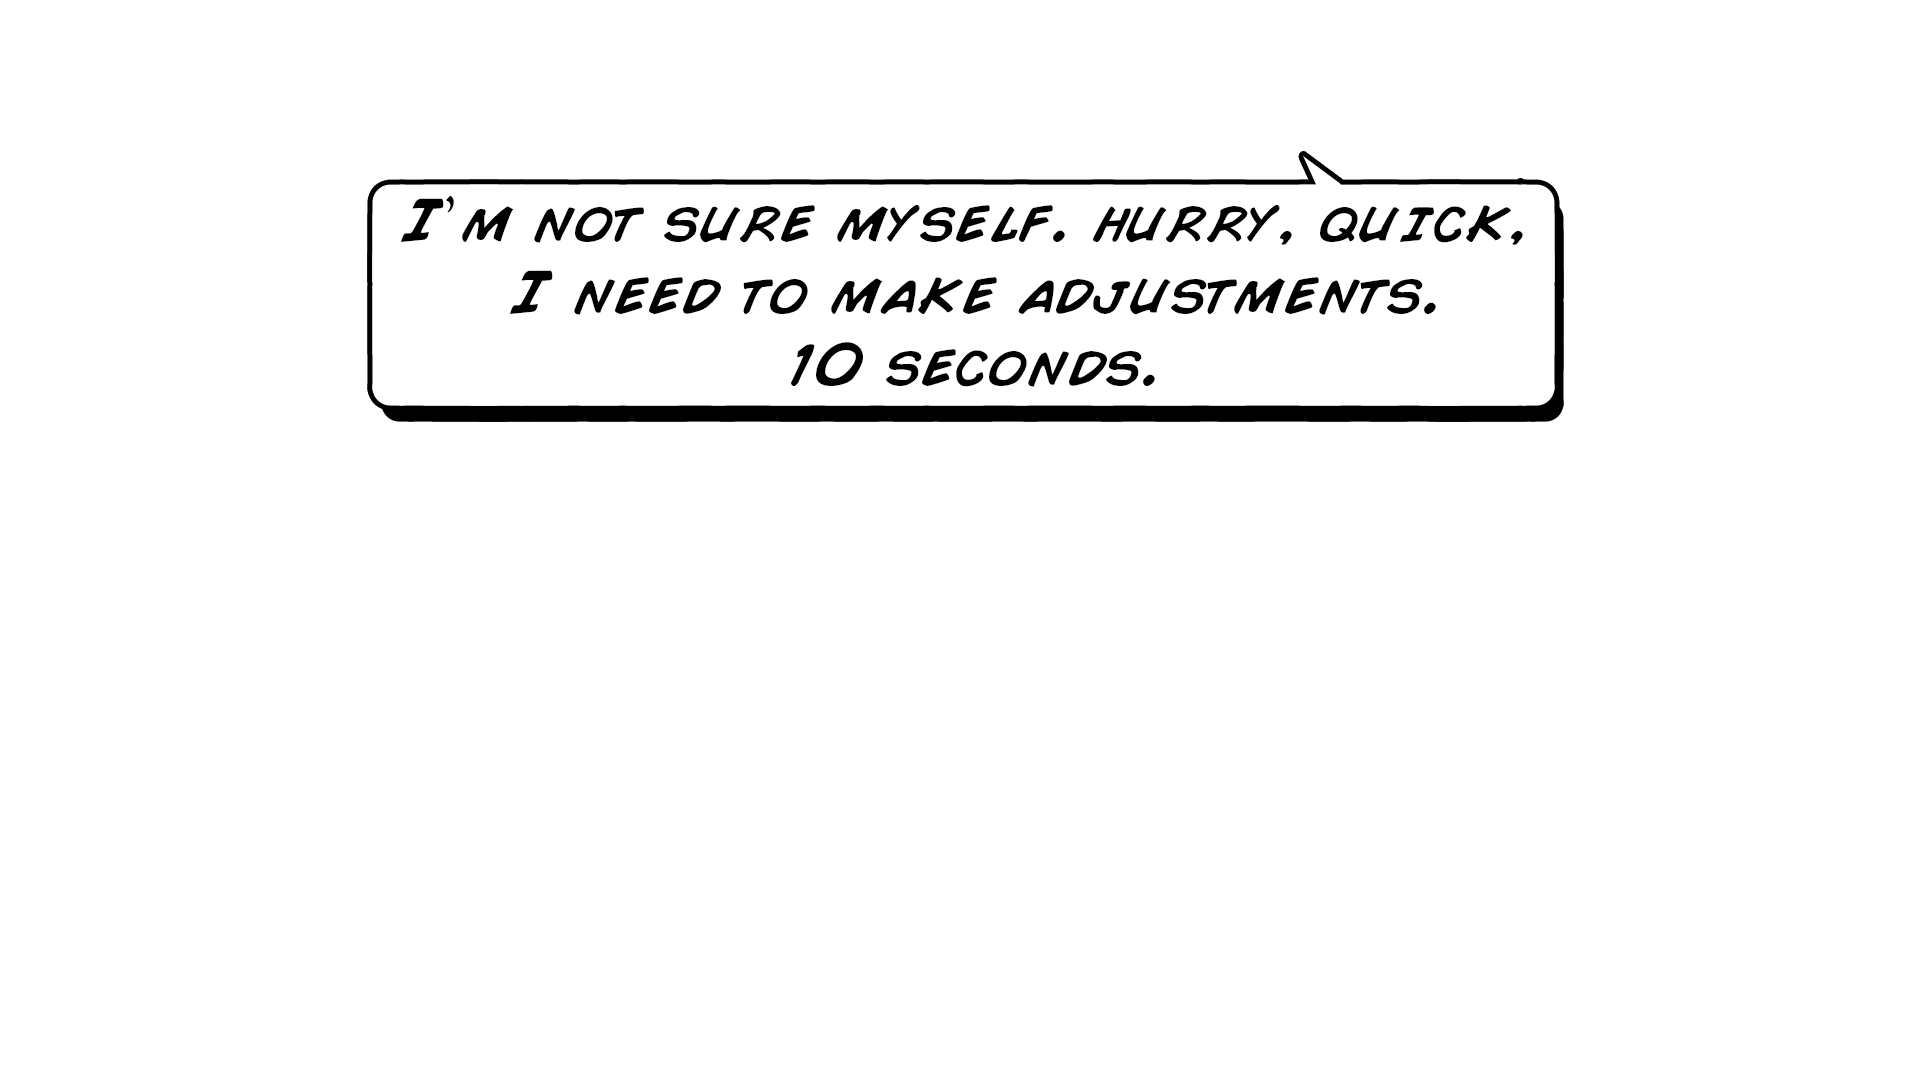 I'M NOT SURE MYSELF. HURRY, QUICK,
I NEED TO MAKE ADJUSTMENTS.
10 SECONDS.